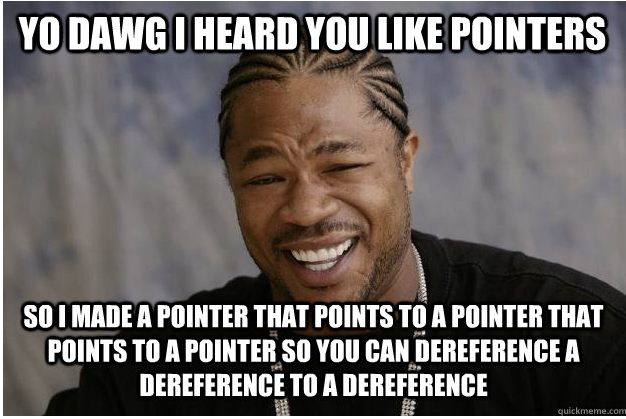 YO DAWG I HEARD YOU LIKE POINTERS
SO I MADE A POINTER THAT POINTS TO A POINTER THAT
POINTS TO A POINTER SO YOU CAN DEREFERENCE A
DEREFERENCE TO A DEREFERENCE
quickmeme.com